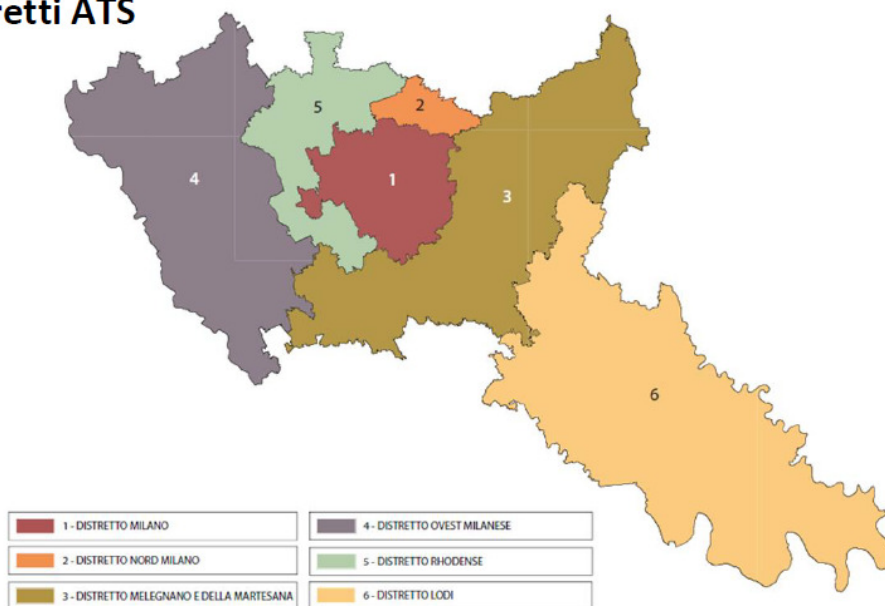 retti ATS
5
2
4
1
3
6
1 - DISTRETTO MILANO
2 - DISTRETTO NORD MILANO
3 - DISTRETTO MELEGNANO E DELLA MARTESANA
4 - DISTRETTO OVEST MILANESE
5 - DISTRETTO RHODENSE
6 - DISTRETTO LODI